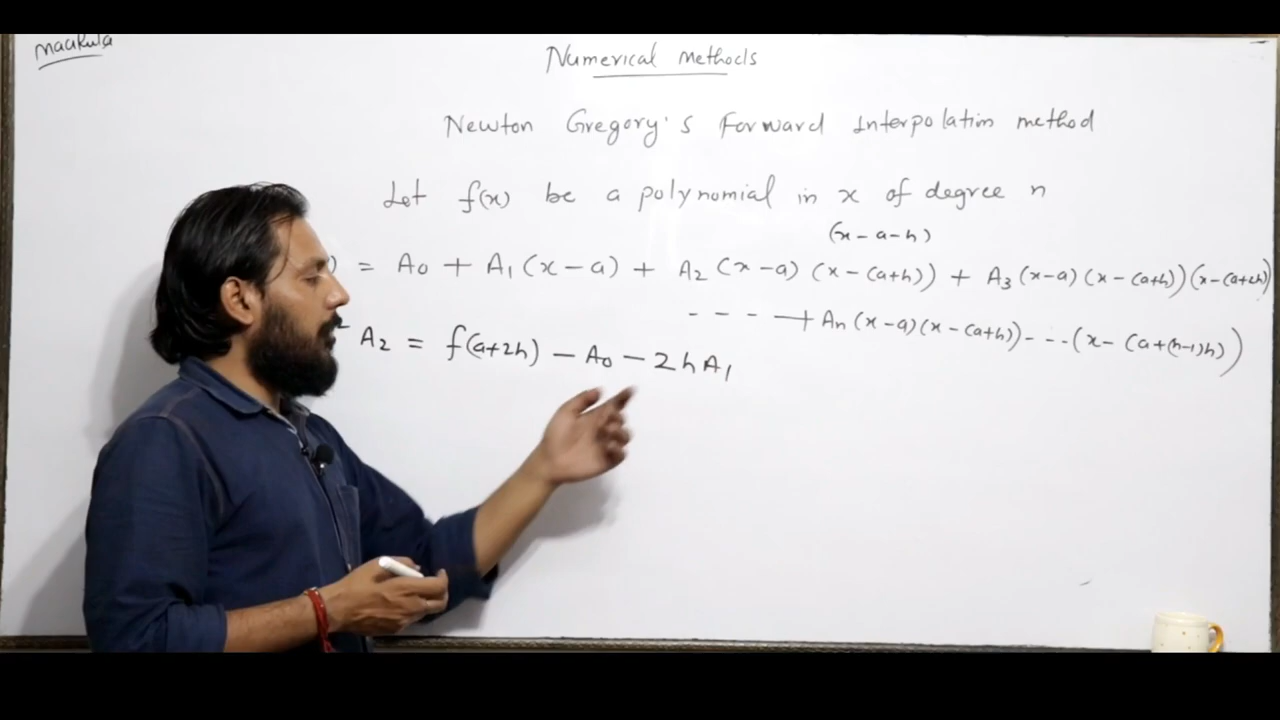 Maakula
Numerical Methods
Newton Gregory's Forward Interpolation method
Let f(x) be a polynomial in x of degree n
(x-a-h)
) = A₀ + A₁(x-a) + A₂(x-a)(x-(a+h)) + A₃(x-a)(x-(a+h))(x-(a+2h)
- - - - + Aₙ(x-a)(x-(a+h))- - - -(x-(a+(n-1)h))
² A₂ = f(a+2h) - A₀ - 2hA₁